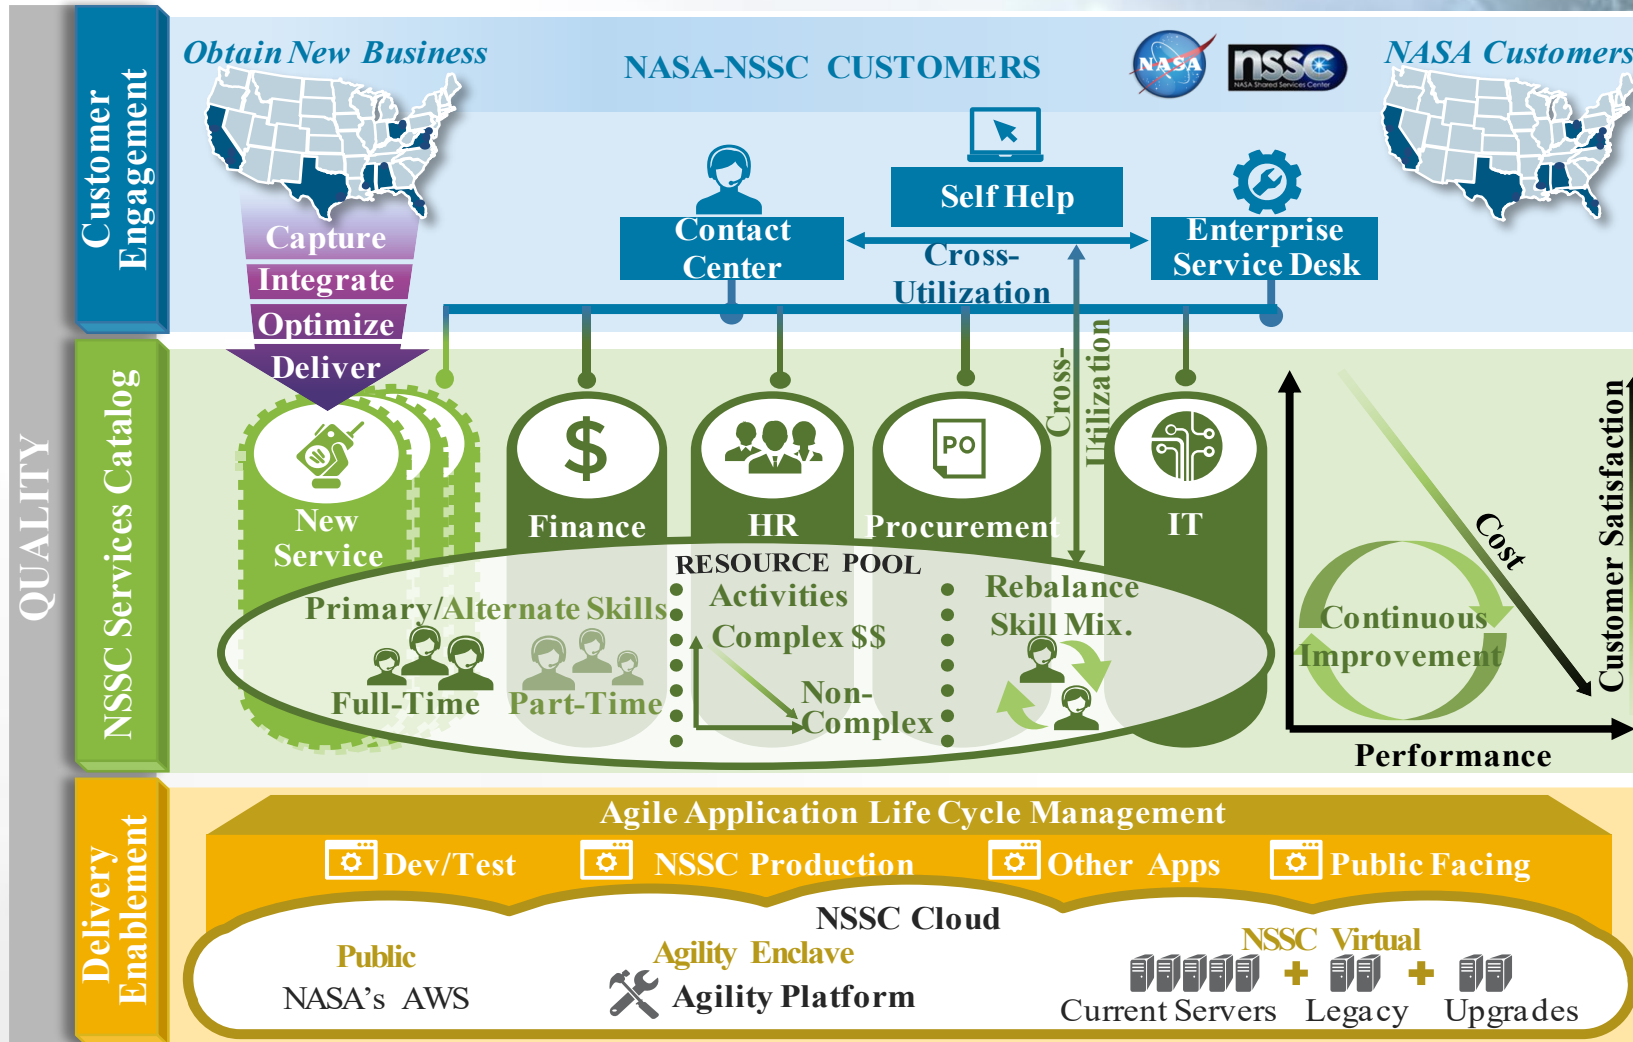 QUALITY
Customer
Engagement
Obtain New Business
NASA-NSSC CUSTOMERS
NASA
nssc
NASA Shared Services Center
NASA Customers
Capture
Integrate
Optimize
Deliver
Contact
Center
Self Help
Enterprise
Service Desk
Cross-
Utilization
Cross-
Utilization
NSSC Services Catalog
New
Service
$
Finance
HR
PO
Procurement
IT
RESOURCE POOL
Primary/Alternate Skills
Full-Time
Part-Time
Activities
Complex $$
Non-
Complex
Rebalance
Skill Mix.
Cost
Continuous
Improvement
Customer Satisfaction
Performance
Delivery
Enablement
Agile Application Life Cycle Management
Dev/Test
NSSC Production
Other Apps
Public Facing
NSSC Cloud
Public
NASA's AWS
Agility Enclave
Agility Platform
NSSC Virtual
Current Servers
Legacy
Upgrades